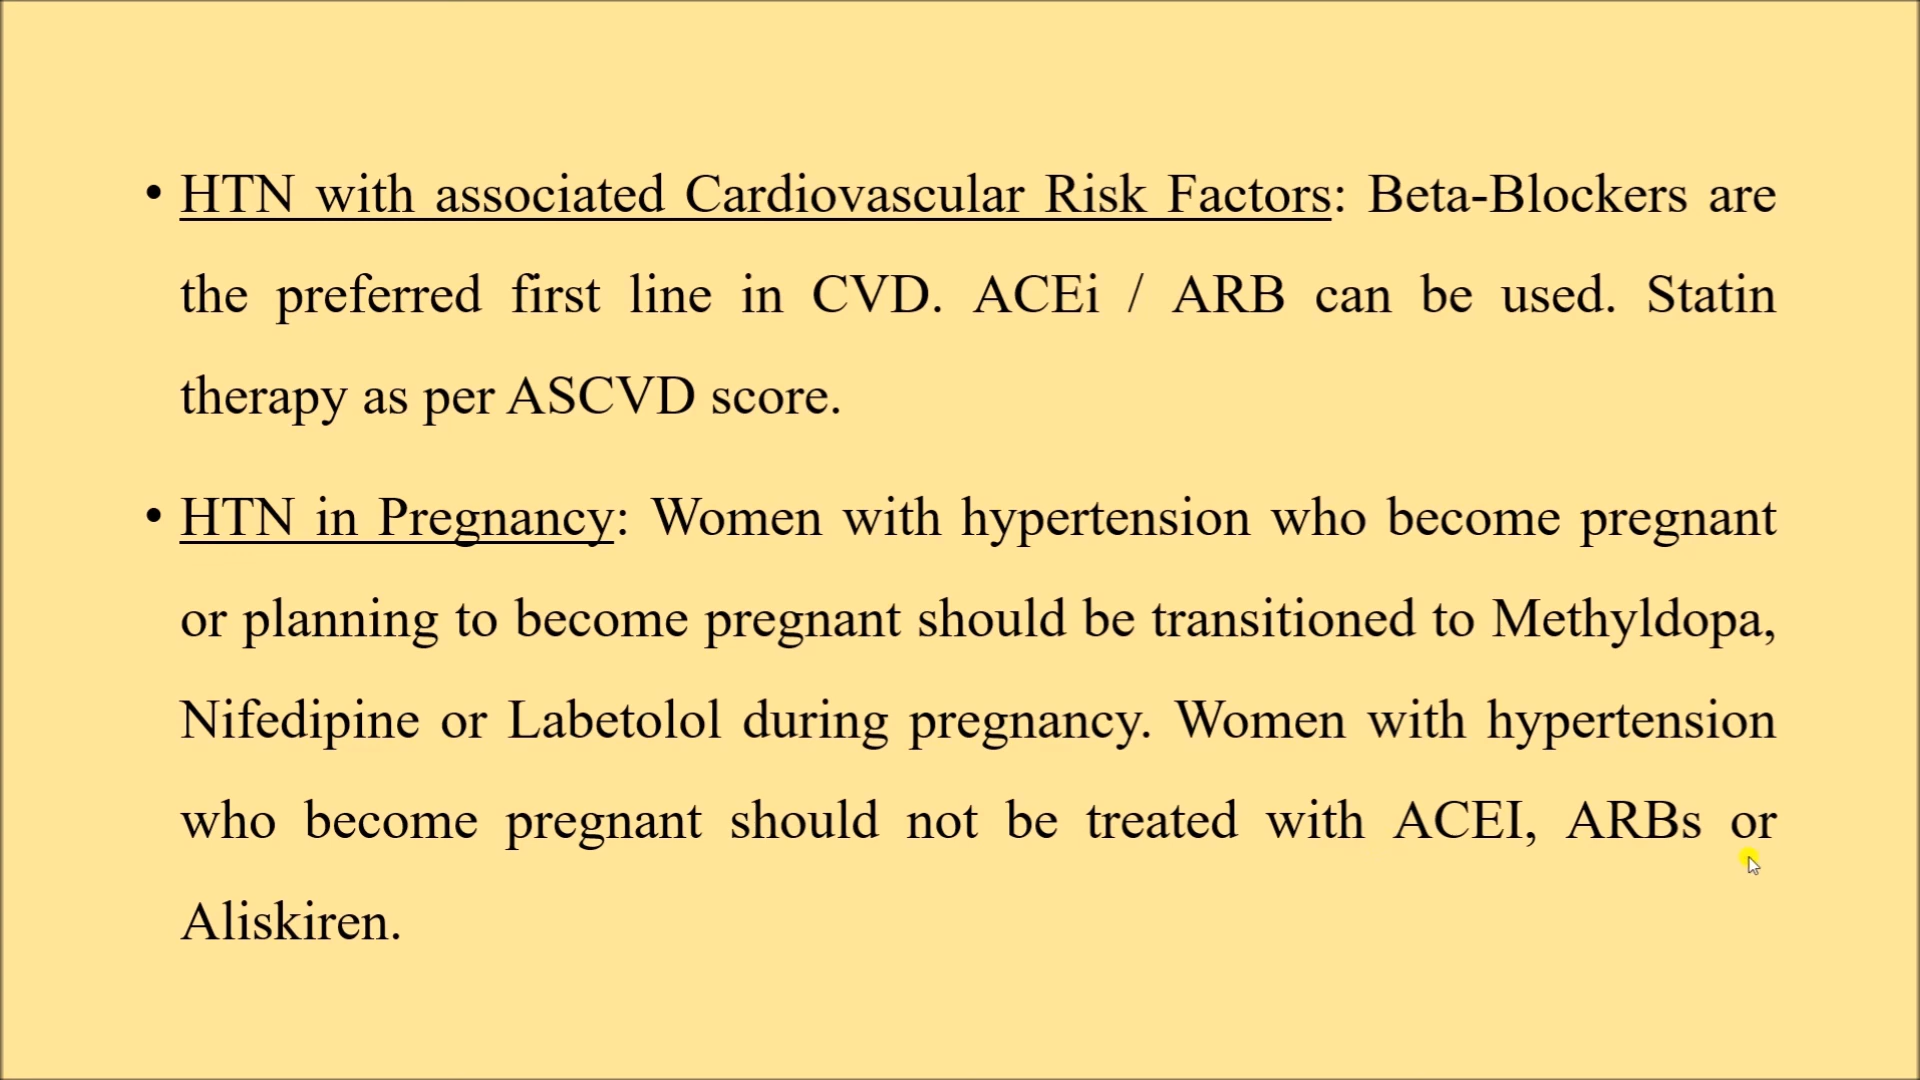 • HTN with associated Cardiovascular Risk Factors: Beta-Blockers are
the preferred first line in CVD. ACEi / ARB can be used. Statin
therapy as per ASCVD score.
• HTN in Pregnancy: Women with hypertension who become pregnant
or planning to become pregnant should be transitioned to Methyldopa,
Nifedipine or Labetolol during pregnancy. Women with hypertension
who become pregnant should not be treated with ACEI, ARBs or
Aliskiren.